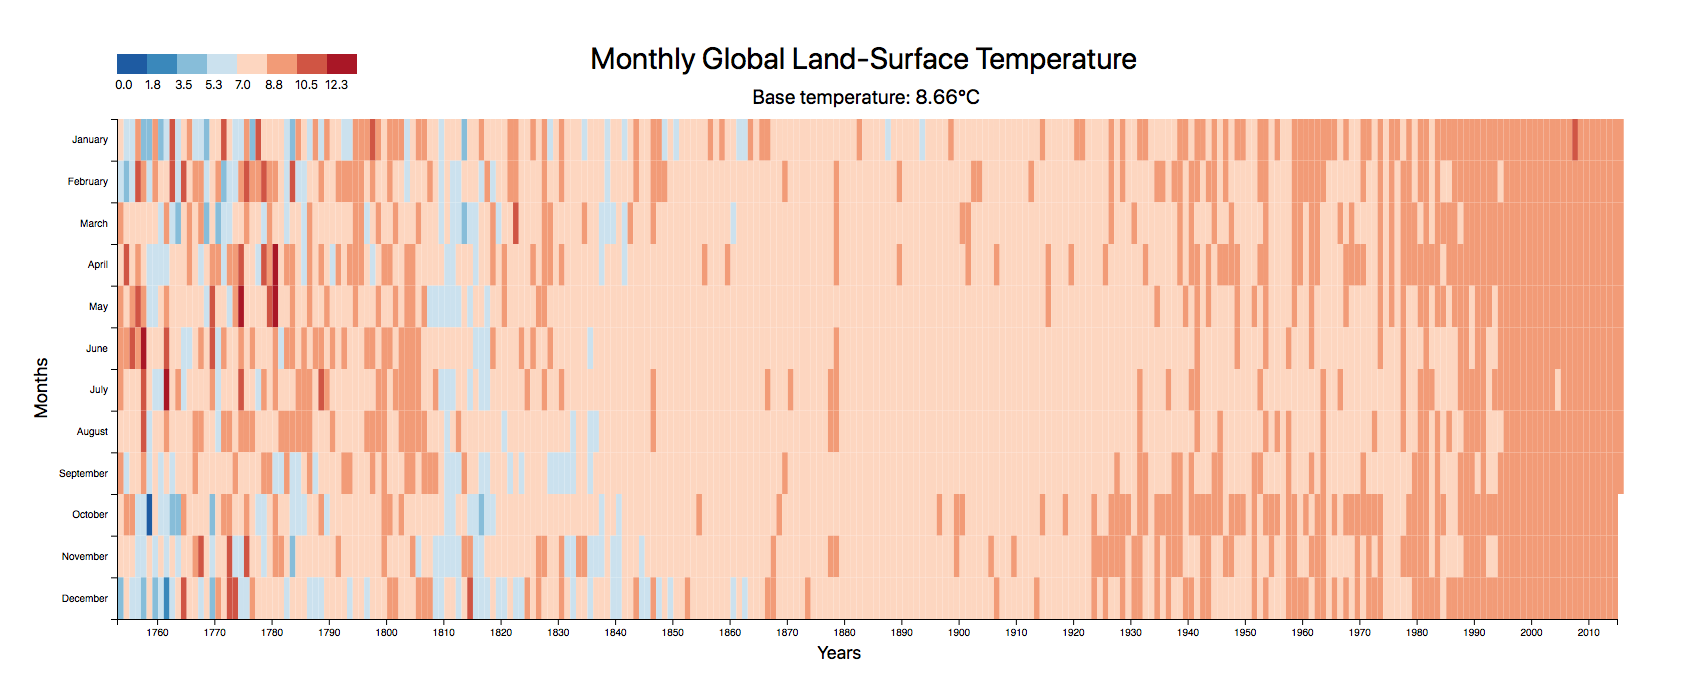 Monthly Global Land-Surface Temperature
Base temperature: 8.66°C
0.0 1.8 3.5 5.3 7.0 8.8 10.5 12.3
January
February
March
April
May
June
July
August
September
October
November
December
Months
1760 1770 1780 1790 1800 1810 1820 1830 1840 1850 1860 1870 1880 1890 1900 1910 1920 1930 1940 1950 1960 1970 1980 1990 2000 2010
Years